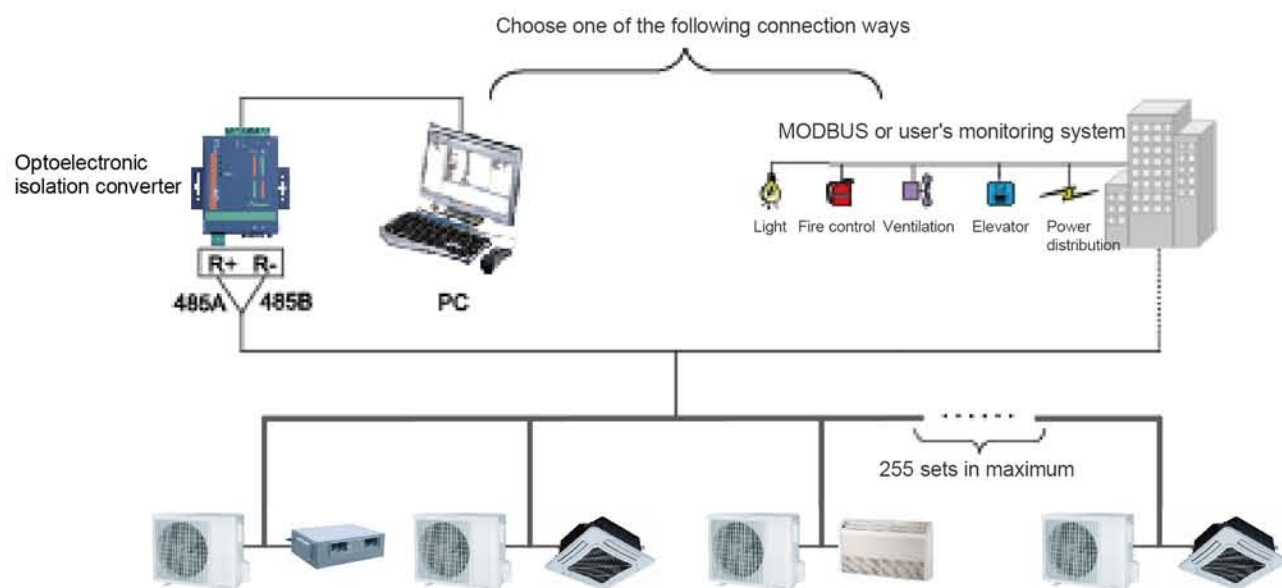 Choose one of the following connection ways
MODBUS or user's monitoring system
Optoelectronic
isolation converter
Light
Fire control
Ventilation
Elevator
Power
distribution
R+ R-
485A
485B
PC
255 sets in maximum